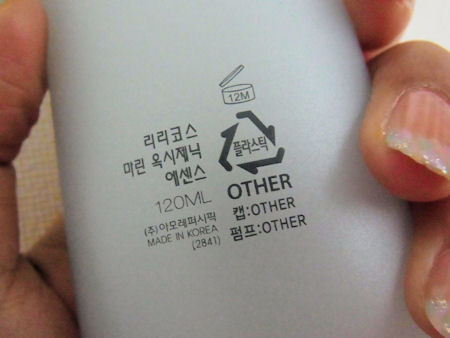 리리코스
마린 옥시제닉
에센스
120ML
(주)아모레퍼시픽
MADE IN KOREA
(2841)
12M
플라스틱
OTHER
캡:OTHER
펌프:OTHER